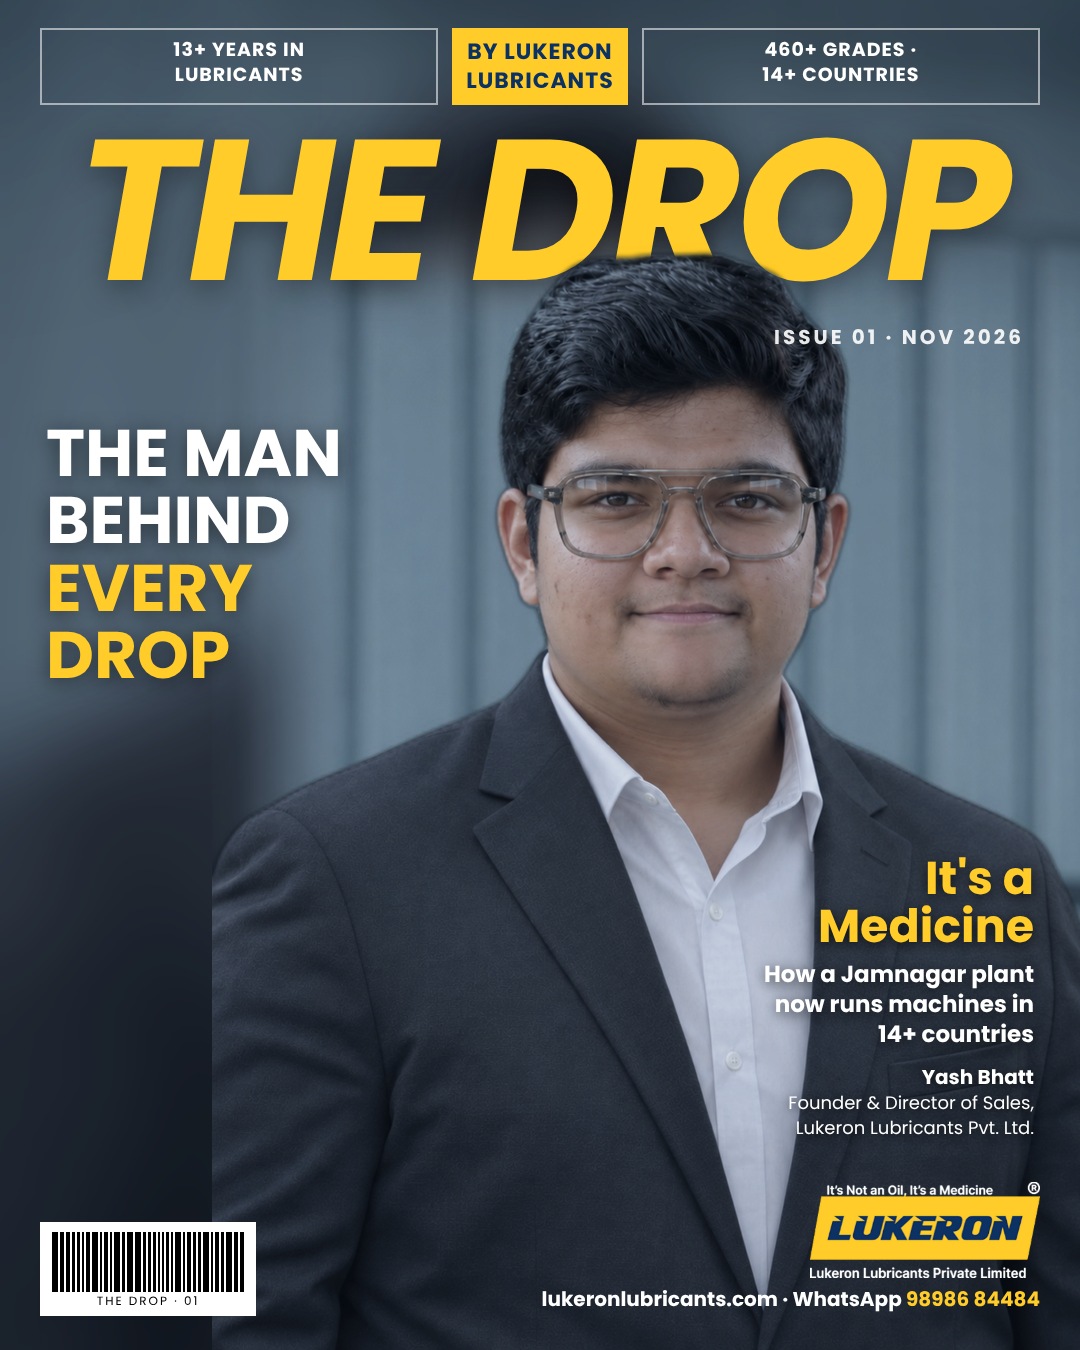 13+ YEARS IN
LUBRICANTS
BY LUKERON
LUBRICANTS
460+ GRADES ·
14+ COUNTRIES
THE DROP
ISSUE 01 · NOV 2026
THE MAN
BEHIND
EVERY
DROP
It's a
Medicine
How a Jamnagar plant
now runs machines in
14+ countries
Yash Bhatt
Founder & Director of Sales,
Lukeron Lubricants Pvt. Ltd.
It's Not an Oil, It's a Medicine ®
LUKERON
Lukeron Lubricants Private Limited
THE DROP · 01
lukeronlubricants.com · WhatsApp 98986 84484